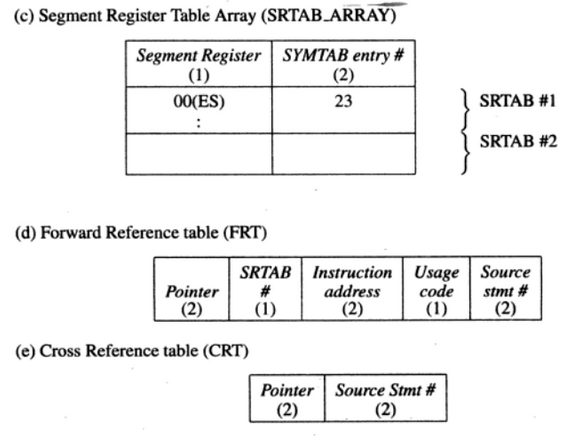 (c) Segment Register Table Array (SRTAB_ARRAY)
Segment Register SYMTAB entry #
(1) (2)
00(ES) 23
:
SRTAB #1
SRTAB #2
(d) Forward Reference table (FRT)
SRTAB Instruction Usage Source
Pointer # address code stmt #
(2) (1) (2) (1) (2)
(e) Cross Reference table (CRT)
Pointer Source Stmt #
(2) (2)